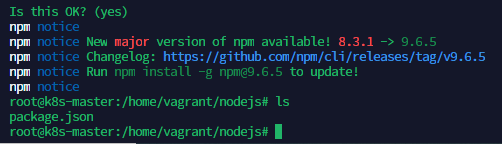 Is this OK? (yes)
npm notice
npm notice New major version of npm available! 8.3.1 -> 9.6.5
npm notice Changelog: https://github.com/npm/cli/releases/tag/v9.6.5
npm notice Run npm install -g npm@9.6.5 to update!
npm notice
root@k8s-master:/home/vagrant/nodejs# ls
package.json
root@k8s-master:/home/vagrant/nodejs#